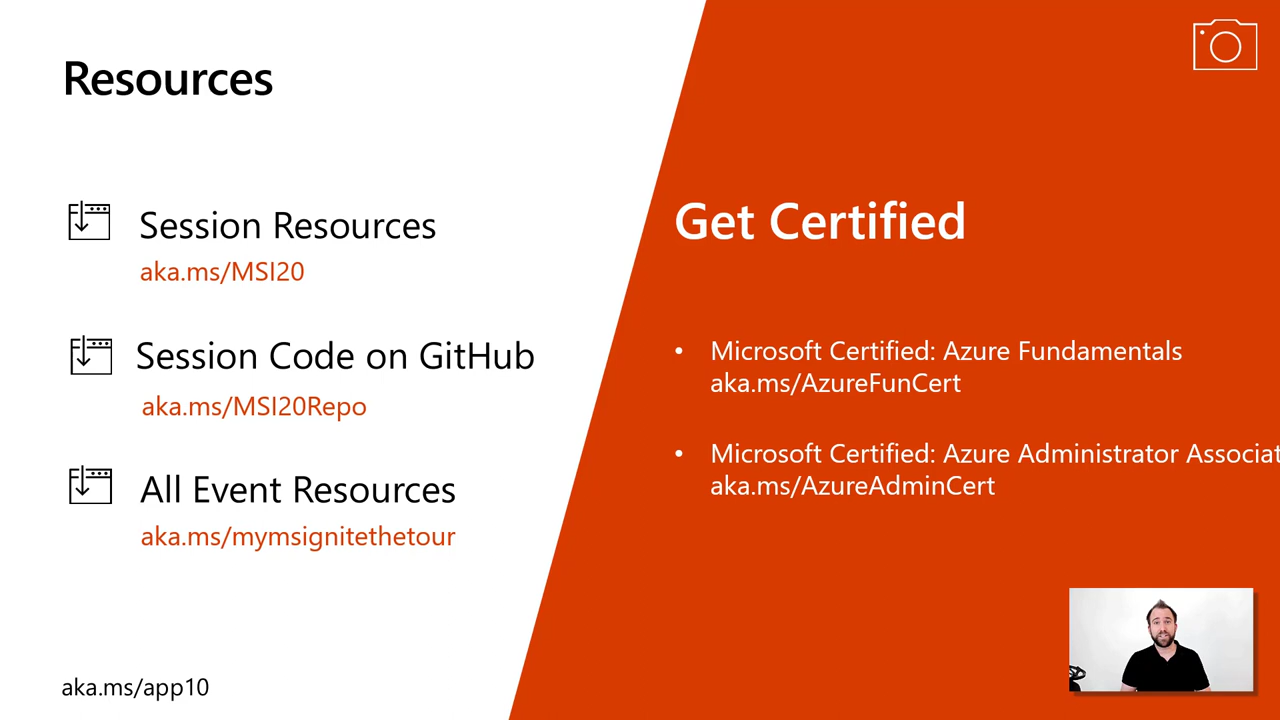 Resources
Session Resources
aka.ms/MSI20
Session Code on GitHub
aka.ms/MSI20Repo
All Event Resources
aka.ms/mymsignitethetour
aka.ms/app10
Get Certified
• Microsoft Certified: Azure Fundamentals
aka.ms/AzureFunCert
• Microsoft Certified: Azure Administrator Associat
aka.ms/AzureAdminCert